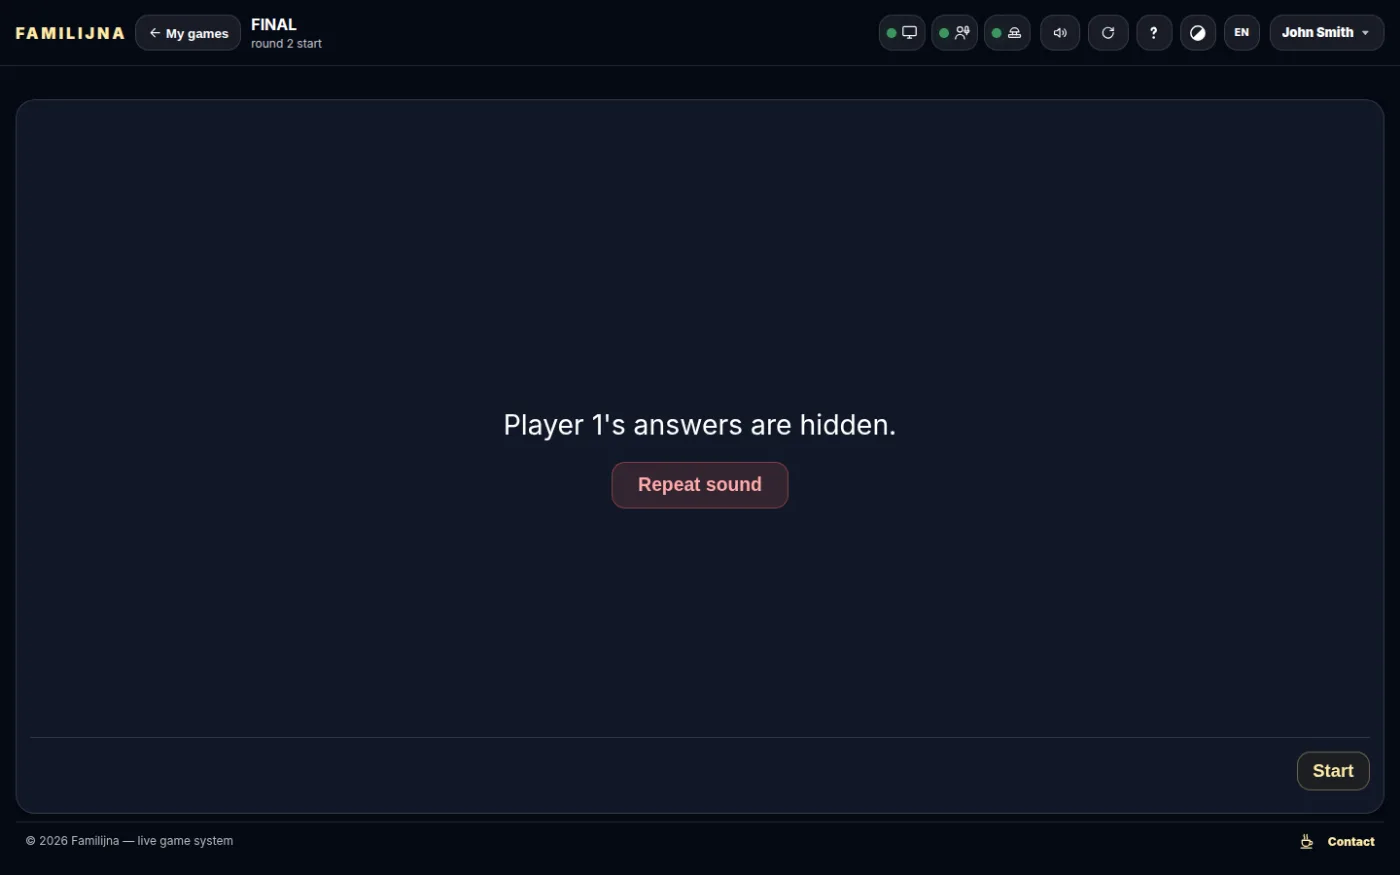 FAMILIJNA
← My games
FINAL
round 2 start
?
EN
John Smith
Player 1's answers are hidden.
Repeat sound
Start
© 2026 Familijna — live game system
Contact